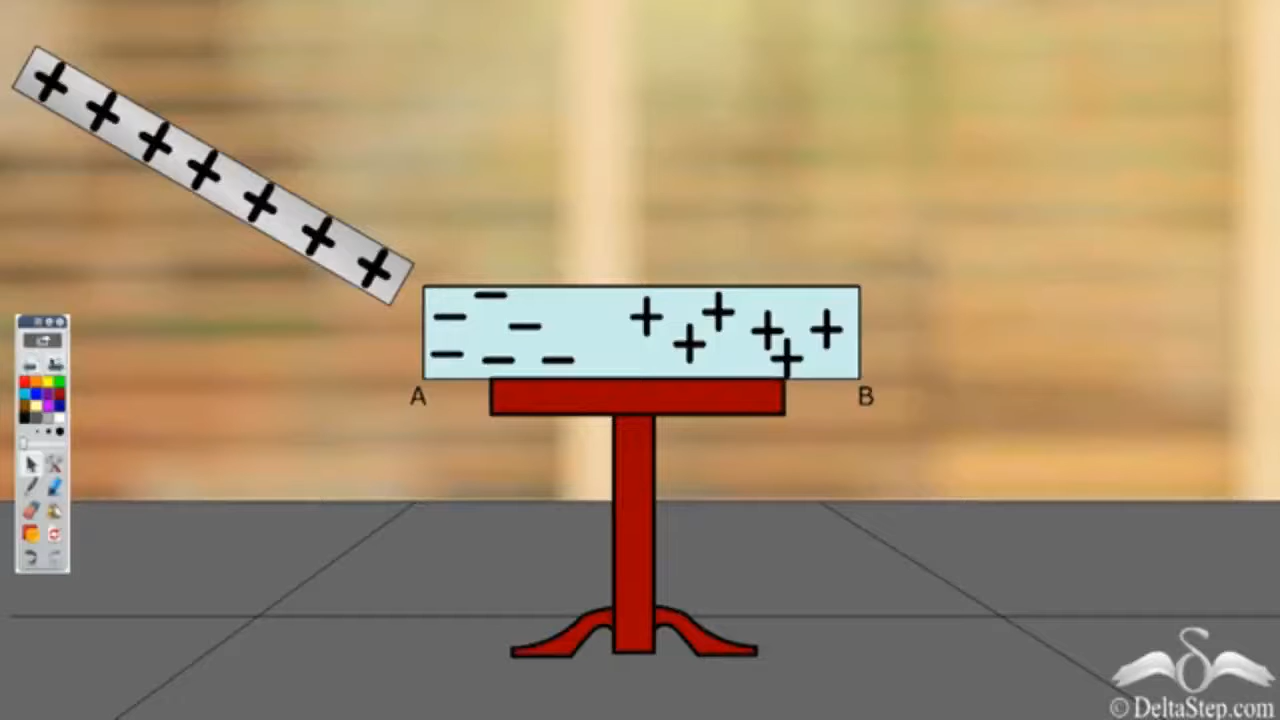 + + + + + + +
− − − − − − + + + + + +
A B
© DeltaStep.com